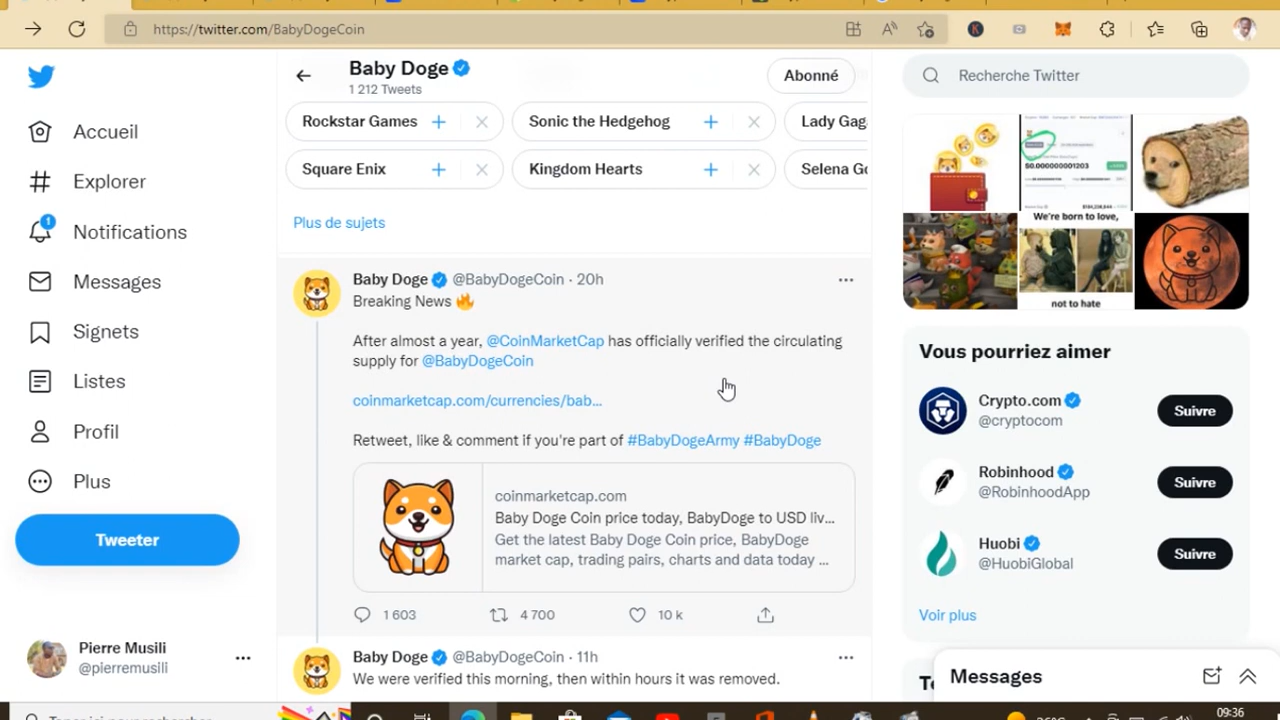 https://twitter.com/BabyDogeCoin
Accueil
Explorer
1
Notifications
Messages
Signets
Listes
Profil
Plus
Tweeter
Pierre Musili
@pierremusili
Baby Doge
1 212 Tweets
Abonné
Rockstar Games
Sonic the Hedgehog
Lady Gag
Square Enix
Kingdom Hearts
Selena Go
Plus de sujets
Baby Doge @BabyDogeCoin · 20h
Breaking News 🔥
After almost a year, @CoinMarketCap has officially verified the circulating
supply for @BabyDogeCoin
coinmarketcap.com/currencies/bab...
Retweet, like & comment if you're part of #BabyDogeArmy #BabyDoge
coinmarketcap.com
Baby Doge Coin price today, BabyDoge to USD liv...
Get the latest Baby Doge Coin price, BabyDoge
market cap, trading pairs, charts and data today ...
1 603
4 700
10 k
Baby Doge @BabyDogeCoin · 11h
We were verified this morning, then within hours it was removed.
Recherche Twitter
$0.000000001203
We're born to love,
not to hate
Vous pourriez aimer
Crypto.com
@cryptocom
Suivre
Robinhood
@RobinhoodApp
Suivre
Huobi
@HuobiGlobal
Suivre
Voir plus
Messages
09:36